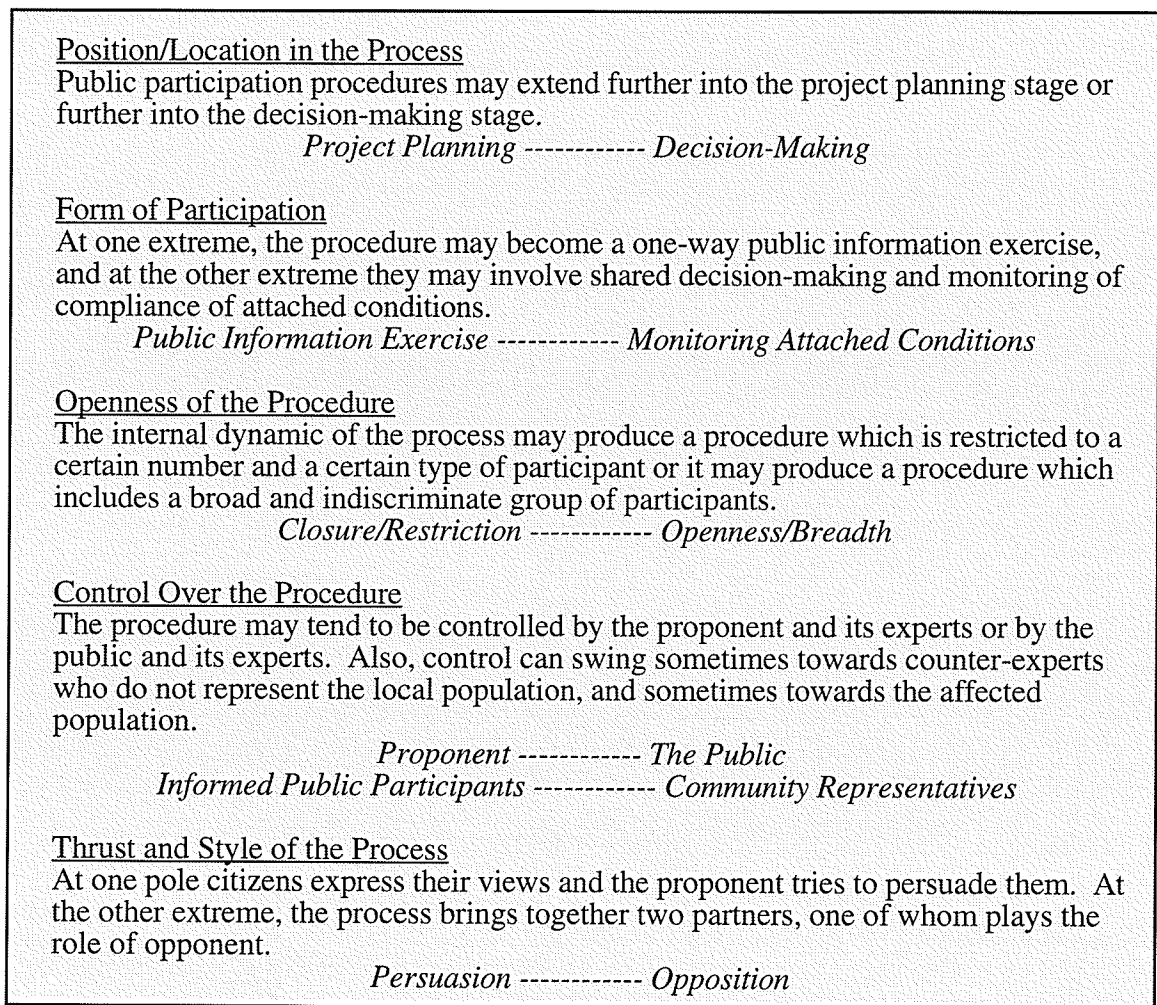 Position/Location in the Process
Public participation procedures may extend further into the project planning stage or
further into the decision-making stage.
Project Planning ------------ Decision-Making
Form of Participation
At one extreme, the procedure may become a one-way public information exercise,
and at the other extreme they may involve shared decision-making and monitoring of
compliance of attached conditions.
Public Information Exercise ------------ Monitoring Attached Conditions
Openness of the Procedure
The internal dynamic of the process may produce a procedure which is restricted to a
certain number and a certain type of participant or it may produce a procedure which
includes a broad and indiscriminate group of participants.
Closure/Restriction ------------ Openness/Breadth
Control Over the Procedure
The procedure may tend to be controlled by the proponent and its experts or by the
public and its experts.  Also, control can swing sometimes towards counter-experts
who do not represent the local population, and sometimes towards the affected
population.
Proponent ------------ The Public
Informed Public Participants ------------ Community Representatives
Thrust and Style of the Process
At one pole citizens express their views and the proponent tries to persuade them.  At
the other extreme, the process brings together two partners, one of whom plays the
role of opponent.
Persuasion ------------ Opposition